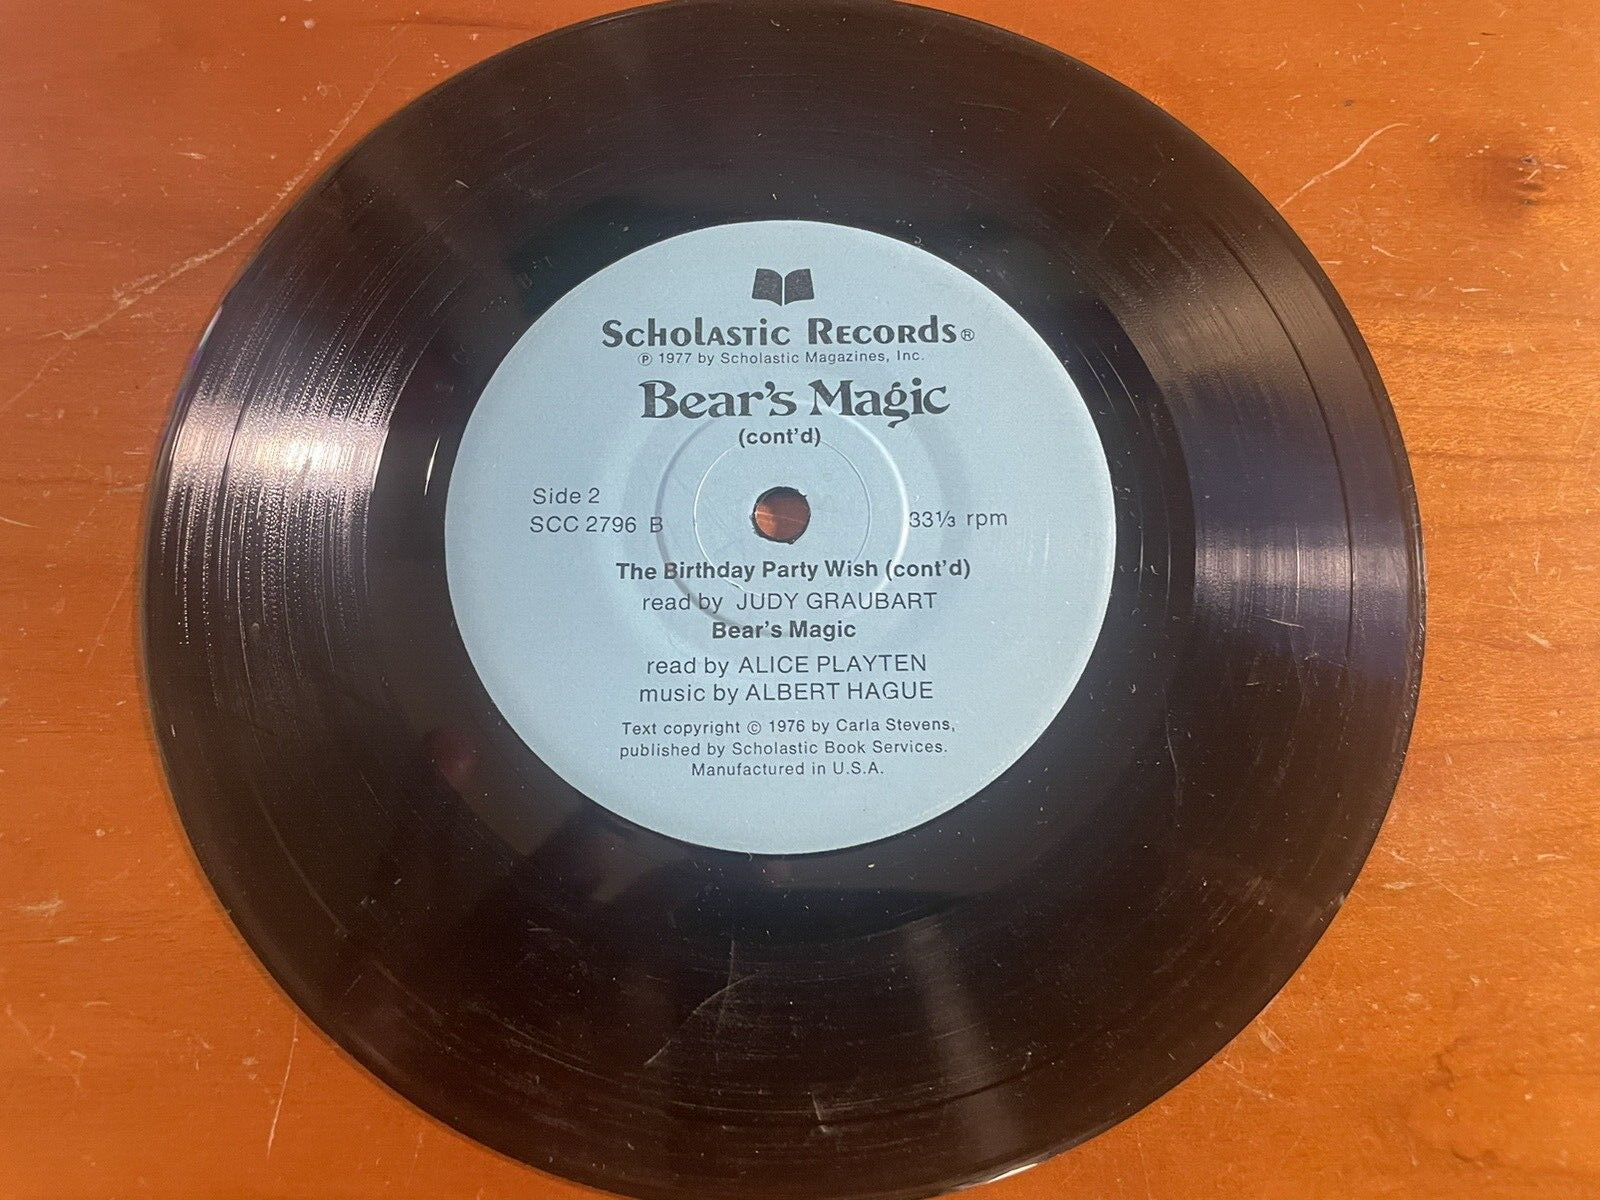 Scholastic Records®
℗ 1977 by Scholastic Magazines, Inc.
Bear's Magic
(cont'd)
Side 2
SCC 2796 B
33⅓ rpm
The Birthday Party Wish (cont'd)
read by JUDY GRAUBART
Bear's Magic
read by ALICE PLAYTEN
music by ALBERT HAGUE
Text copyright © 1976 by Carla Stevens,
published by Scholastic Book Services.
Manufactured in U.S.A.